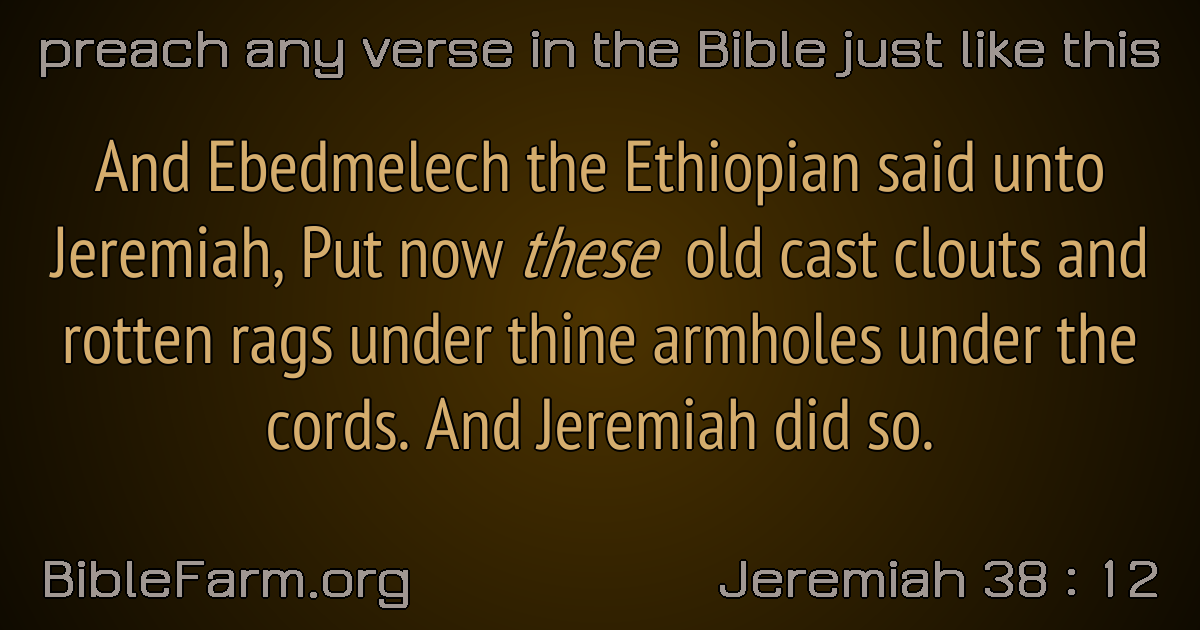 preach any verse in the Bible just like this
And Ebedmelech the Ethiopian said unto
Jeremiah, Put now these old cast clouts and
rotten rags under thine armholes under the
cords. And Jeremiah did so.
BibleFarm.org
Jeremiah 38 : 12